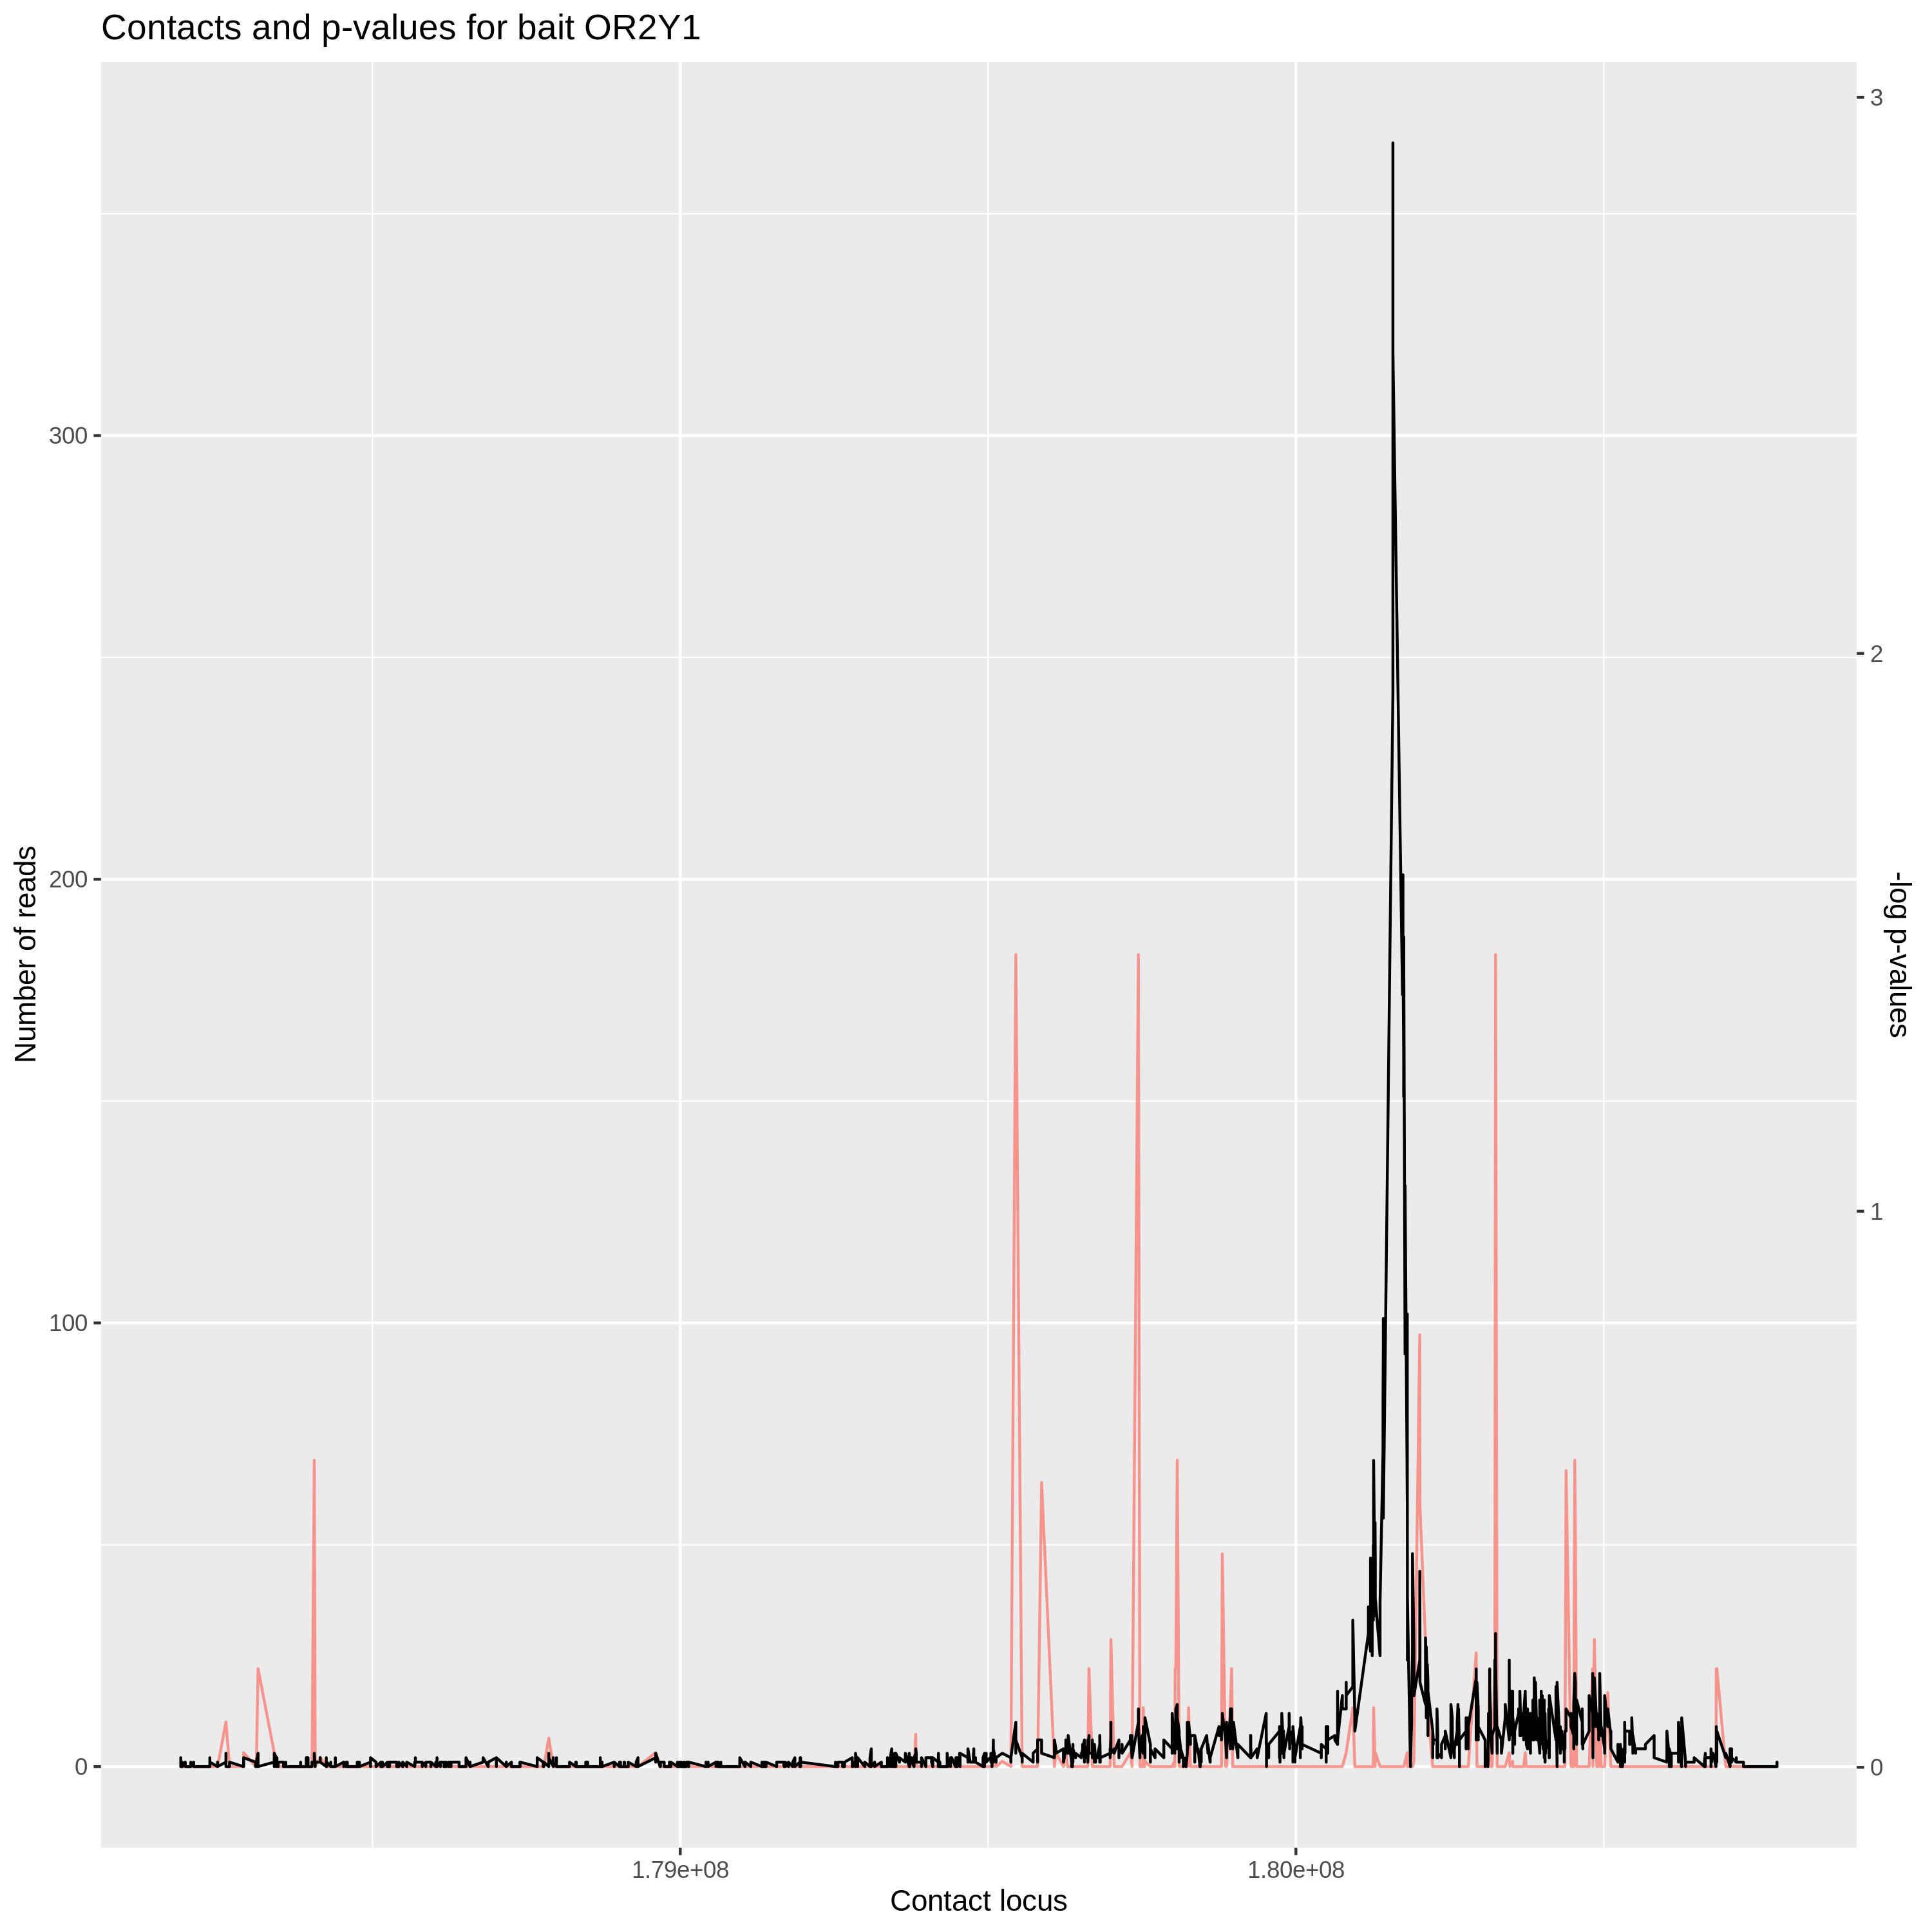 Contacts and p-values for bait OR2Y1
Number of reads
300
200
100
0
3
2
1
0
-log p-values
1.79e+08
1.80e+08
Contact locus